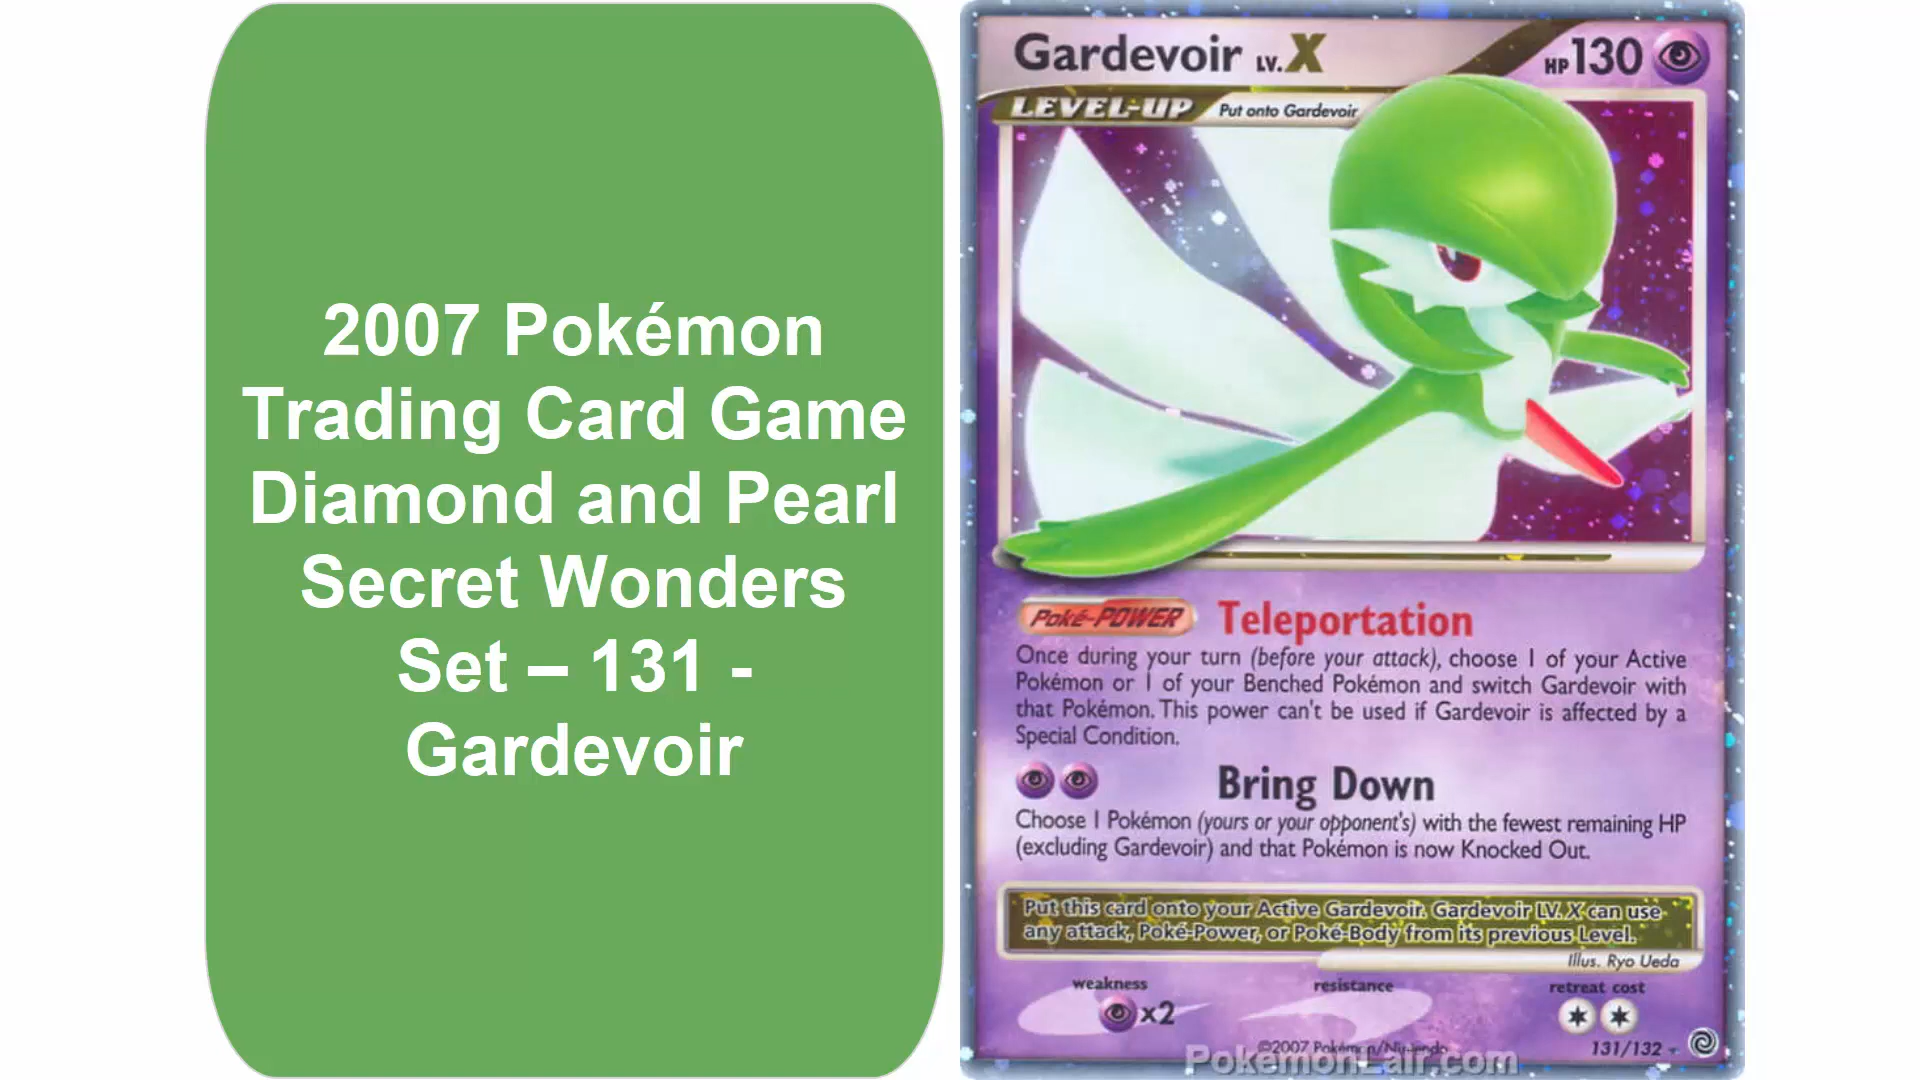 2007 Pokémon
Trading Card Game
Diamond and Pearl
Secret Wonders
Set – 131 -
Gardevoir
Gardevoir LV.X
HP 130
LEVEL-UP Put onto Gardevoir
Poké-POWER Teleportation
Once during your turn (before your attack), choose 1 of your Active
Pokémon or 1 of your Benched Pokémon and switch Gardevoir with
that Pokémon. This power can't be used if Gardevoir is affected by a
Special Condition.
Bring Down
Choose 1 Pokémon (yours or your opponent's) with the fewest remaining HP
(excluding Gardevoir) and that Pokémon is now Knocked Out.
Put this card onto your Active Gardevoir. Gardevoir LV. X can use
any attack, Poké-Power, or Poké-Body from its previous Level.
Illus. Ryo Ueda
weakness resistance retreat cost
x2
©2007 Pokémon/Nintendo 131/132
PokemonLair.com